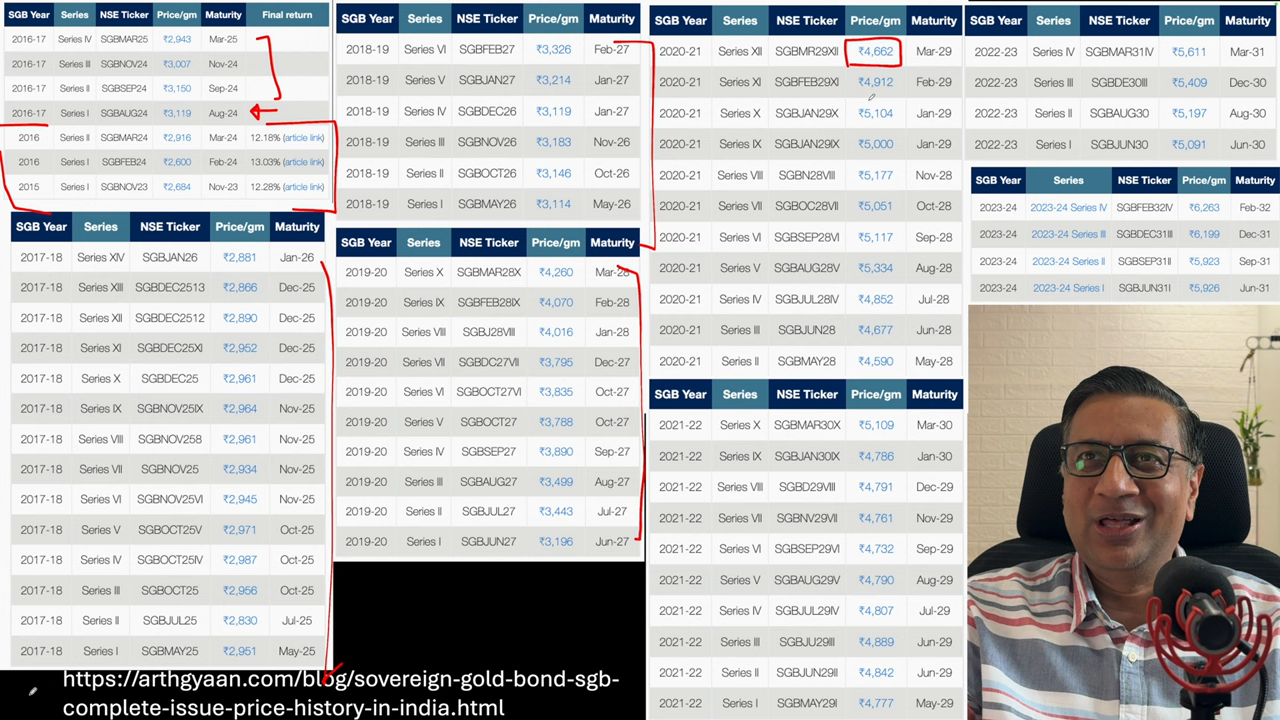 SGB Year Series NSE Ticker Price/gm Maturity Final return
2016-17 Series IV SGBMAR25 ₹2,943 Mar-25
2016-17 Series III SGBNOV24 ₹3,007 Nov-24
2016-17 Series II SGBSEP24 ₹3,150 Sep-24
2016-17 Series I SGBAUG24 ₹3,119 Aug-24
2016 Series II SGBMAR24 ₹2,916 Mar-24 12.18% (article link)
2016 Series I SGBFEB24 ₹2,600 Feb-24 13.03% (article link)
2015 Series I SGBNOV23 ₹2,684 Nov-23 12.28% (article link)
SGB Year Series NSE Ticker Price/gm Maturity
2017-18 Series XIV SGBJAN26 ₹2,881 Jan-26
2017-18 Series XIII SGBDEC2513 ₹2,866 Dec-25
2017-18 Series XII SGBDEC2512 ₹2,890 Dec-25
2017-18 Series XI SGBDEC25XI ₹2,952 Dec-25
2017-18 Series X SGBDEC25 ₹2,961 Dec-25
2017-18 Series IX SGBNOV25IX ₹2,964 Nov-25
2017-18 Series VIII SGBNOV258 ₹2,961 Nov-25
2017-18 Series VII SGBNOV25 ₹2,934 Nov-25
2017-18 Series VI SGBNOV25VI ₹2,945 Nov-25
2017-18 Series V SGBOCT25V ₹2,971 Oct-25
2017-18 Series IV SGBOCT25IV ₹2,987 Oct-25
2017-18 Series III SGBOCT25 ₹2,956 Oct-25
2017-18 Series II SGBJUL25 ₹2,830 Jul-25
2017-18 Series I SGBMAY25 ₹2,951 May-25
SGB Year Series NSE Ticker Price/gm Maturity
2018-19 Series VI SGBFEB27 ₹3,326 Feb-27
2018-19 Series V SGBJAN27 ₹3,214 Jan-27
2018-19 Series IV SGBDEC26 ₹3,119 Jan-27
2018-19 Series III SGBNOV26 ₹3,183 Nov-26
2018-19 Series II SGBOCT26 ₹3,146 Oct-26
2018-19 Series I SGBMAY26 ₹3,114 May-26
SGB Year Series NSE Ticker Price/gm Maturity
2019-20 Series X SGBMAR28X ₹4,260 Mar-28
2019-20 Series IX SGBFEB28IX ₹4,070 Feb-28
2019-20 Series VIII SGBJ28VIII ₹4,016 Jan-28
2019-20 Series VII SGBDC27VII ₹3,795 Dec-27
2019-20 Series VI SGBOCT27VI ₹3,835 Oct-27
2019-20 Series V SGBOCT27 ₹3,788 Oct-27
2019-20 Series IV SGBSEP27 ₹3,890 Sep-27
2019-20 Series III SGBAUG27 ₹3,499 Aug-27
2019-20 Series II SGBJUL27 ₹3,443 Jul-27
2019-20 Series I SGBJUN27 ₹3,196 Jun-27
SGB Year Series NSE Ticker Price/gm Maturity
2020-21 Series XII SGBMR29XII ₹4,662 Mar-29
2020-21 Series XI SGBFEB29XI ₹4,912 Feb-29
2020-21 Series X SGBJAN29X ₹5,104 Jan-29
2020-21 Series IX SGBJAN29IX ₹5,000 Jan-29
2020-21 Series VIII SGBN28VIII ₹5,177 Nov-28
2020-21 Series VII SGBOC28VII ₹5,051 Oct-28
2020-21 Series VI SGBSEP28VI ₹5,117 Sep-28
2020-21 Series V SGBAUG28V ₹5,334 Aug-28
2020-21 Series IV SGBJUL28IV ₹4,852 Jul-28
2020-21 Series III SGBJUN28 ₹4,677 Jun-28
2020-21 Series II SGBMAY28 ₹4,590 May-28
SGB Year Series NSE Ticker Price/gm Maturity
2021-22 Series X SGBMAR30X ₹5,109 Mar-30
2021-22 Series IX SGBJAN30IX ₹4,786 Jan-30
2021-22 Series VIII SGBD29VIII ₹4,791 Dec-29
2021-22 Series VII SGBNV29VII ₹4,761 Nov-29
2021-22 Series VI SGBSEP29VI ₹4,732 Sep-29
2021-22 Series V SGBAUG29V ₹4,790 Aug-29
2021-22 Series IV SGBJUL29IV ₹4,807 Jul-29
2021-22 Series III SGBJU29III ₹4,889 Jun-29
2021-22 Series II SGBJUN29II ₹4,842 Jun-29
2021-22 Series I SGBMAY29I ₹4,777 May-29
2022-23 Series IV SGBMAR31IV ₹5,611 Mar-31
2022-23 Series III SGBDE30III ₹5,409 Dec-30
2022-23 Series II SGBAUG30 ₹5,197 Aug-30
2022-23 Series I SGBJUN30 ₹5,091 Jun-30
SGB Year Series NSE Ticker Price/gm Maturity
SGB Year Series NSE Ticker Price/gm Maturity
2023-24 2023-24 Series IV SGBFEB32IV ₹6,263 Feb-32
2023-24 2023-24 Series III SGBDEC31III ₹6,199 Dec-31
2023-24 2023-24 Series II SGBSEP31II ₹5,923 Sep-31
2023-24 2023-24 Series I SGBJUN31I ₹5,926 Jun-31
https://arthgyaan.com/blog/sovereign-gold-bond-sgb-
complete-issue-price-history-in-india.html